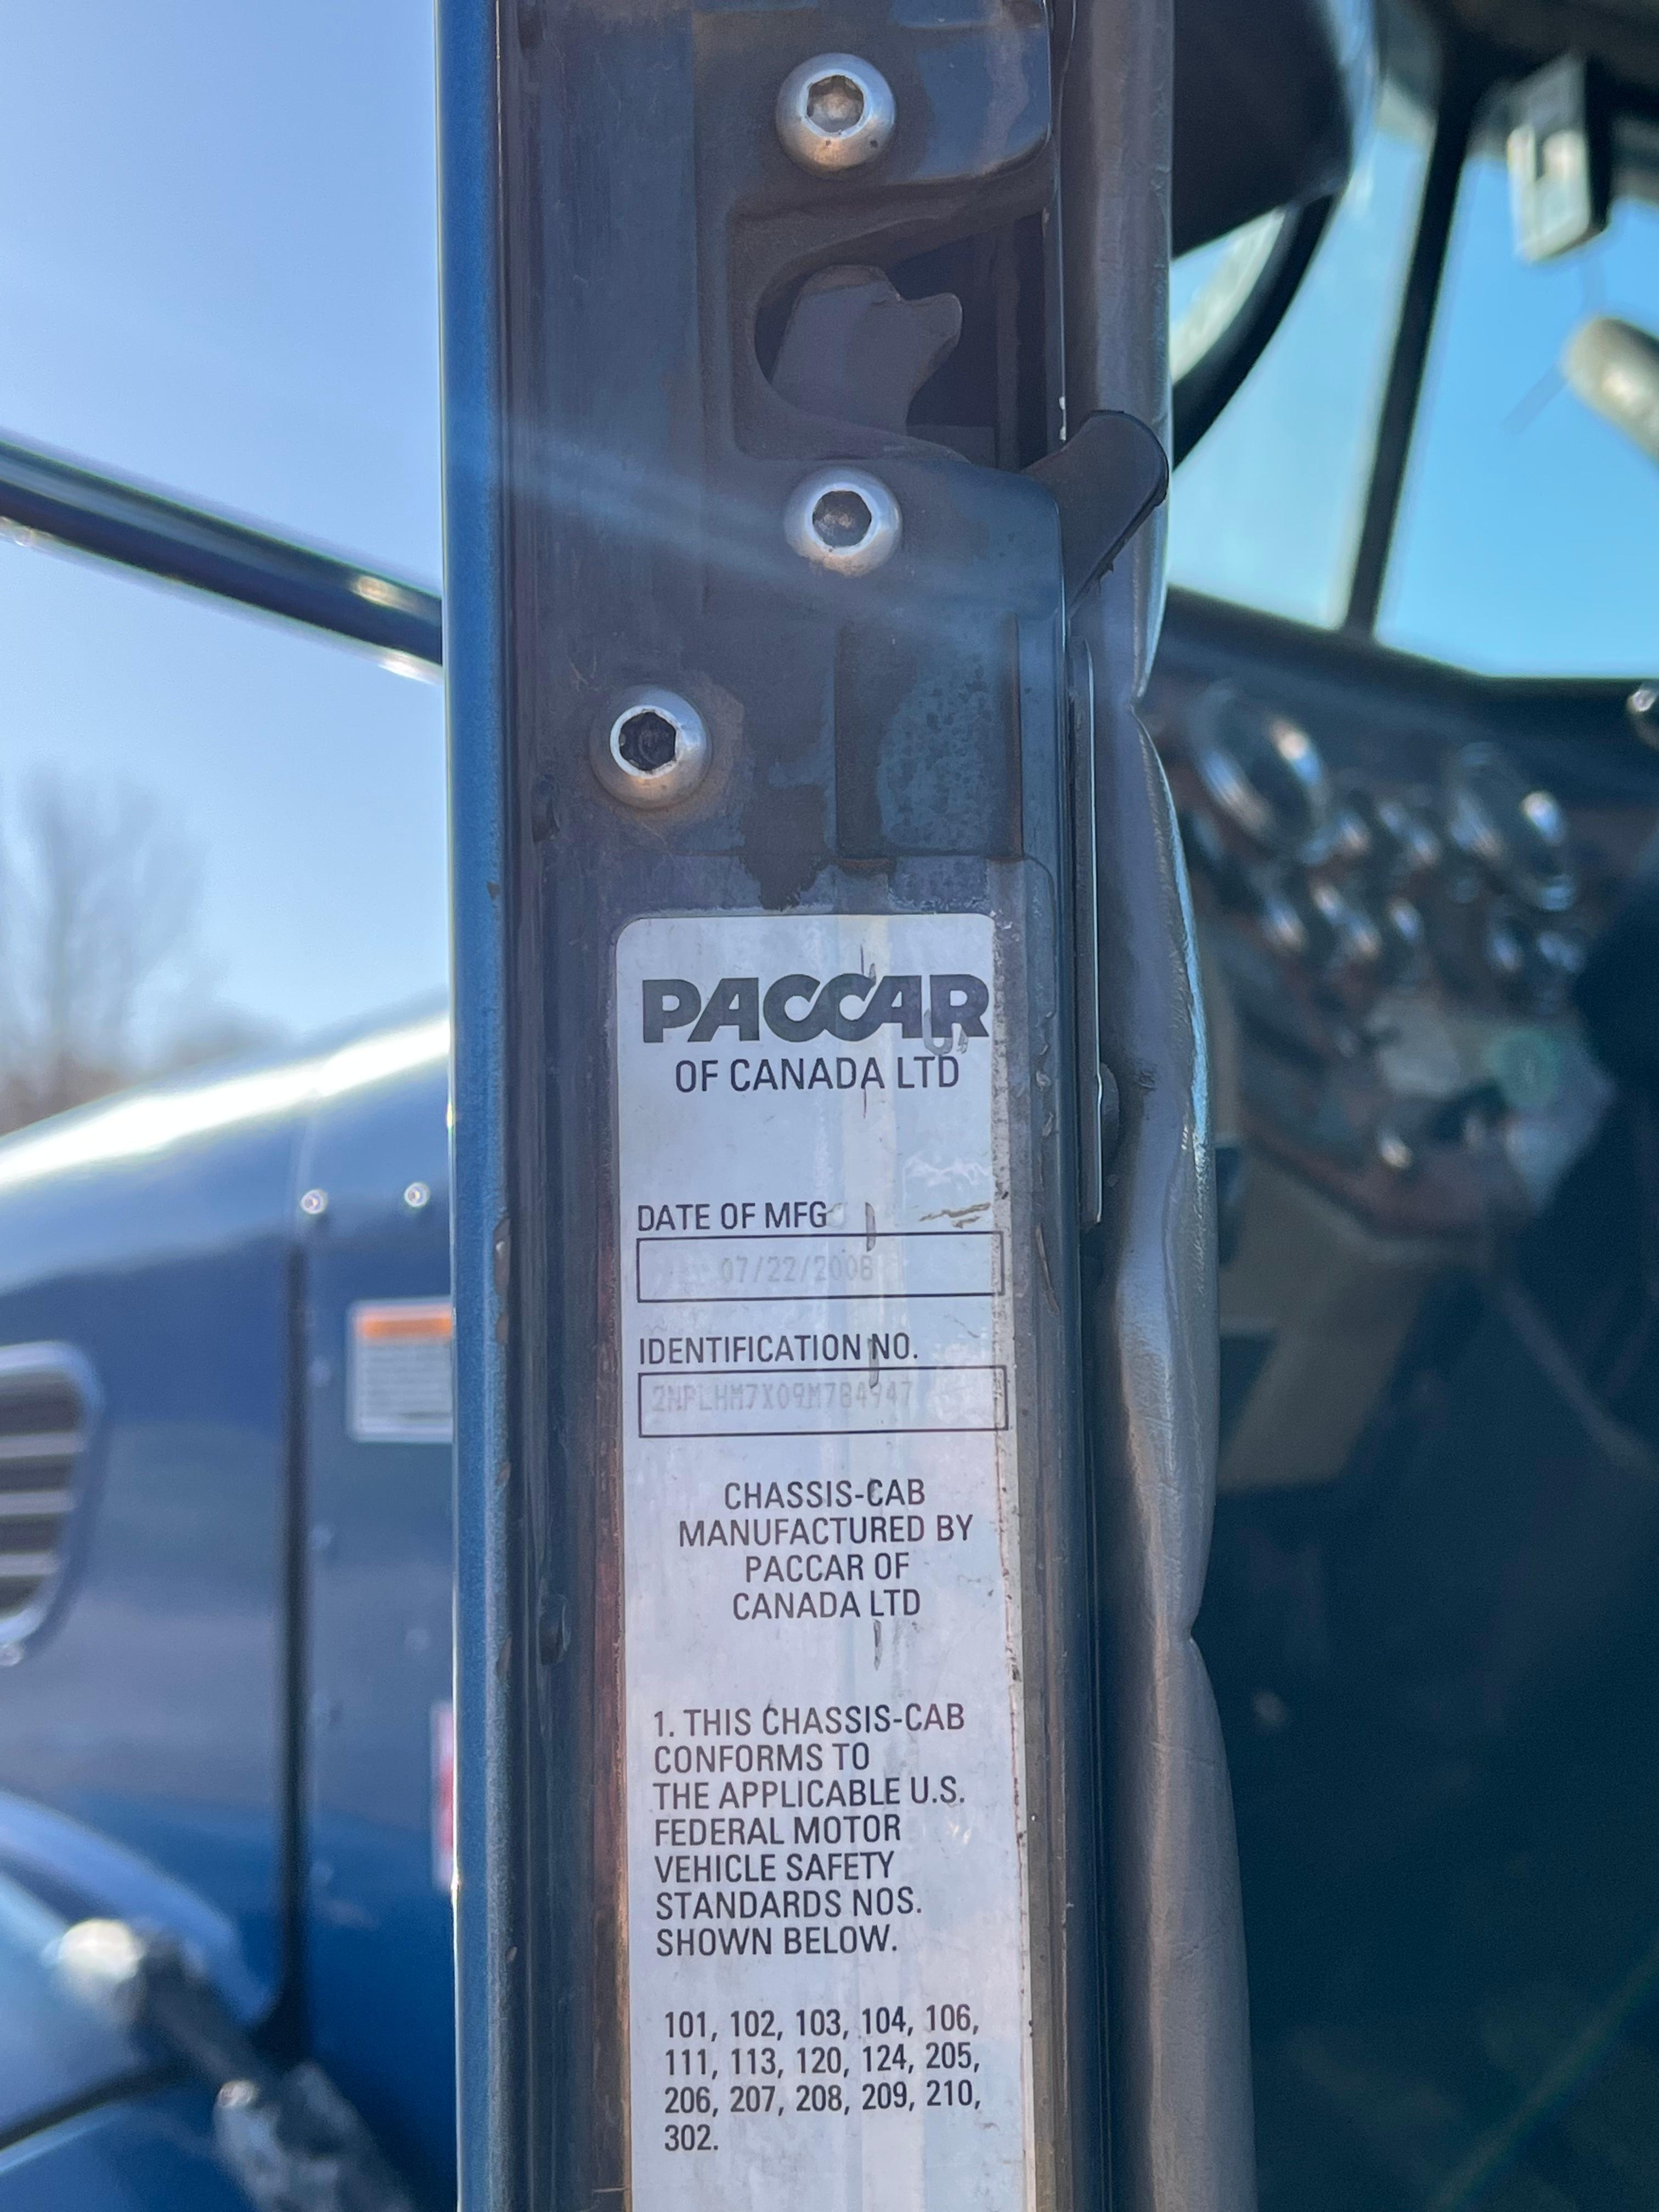 PACCAR
OF CANADA LTD
DATE OF MFG
07/22/2008
IDENTIFICATION NO.
2NPLHM7X09M784947
CHASSIS-CAB
MANUFACTURED BY
PACCAR OF
CANADA LTD
1. THIS CHASSIS-CAB
CONFORMS TO
THE APPLICABLE U.S.
FEDERAL MOTOR
VEHICLE SAFETY
STANDARDS NOS.
SHOWN BELOW.
101, 102, 103, 104, 106,
111, 113, 120, 124, 205,
206, 207, 208, 209, 210,
302.